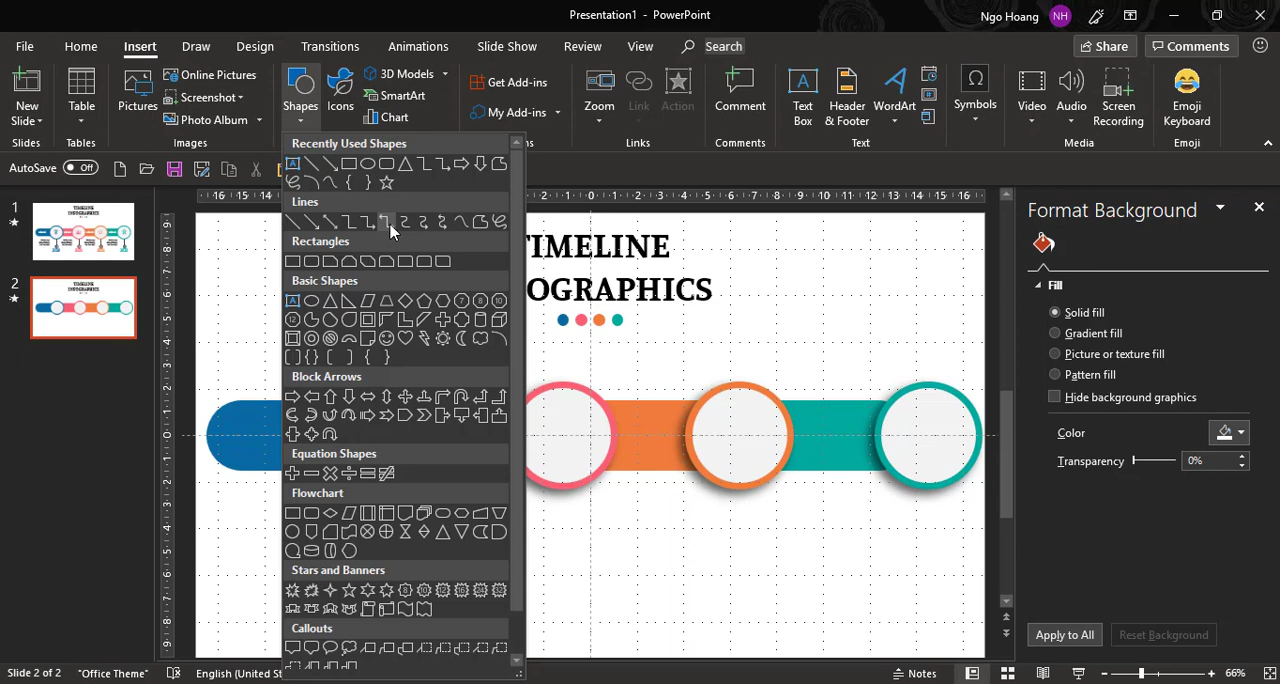 Presentation1 - PowerPoint
Ngo Hoang NH
File Home Insert Draw Design Transitions Animations Slide Show Review View Search Share Comments
New Slide
Table
Pictures
Online Pictures
Screenshot
Photo Album
Shapes
Icons
3D Models
SmartArt
Chart
Get Add-ins
My Add-ins
Zoom
Link
Action
Comment
Text Box
Header & Footer
WordArt
Symbols
Video
Audio
Screen Recording
Emoji Keyboard
Slides Tables Images Links Media Emoji
AutoSave Off
Recently Used Shapes
Lines
Rectangles
Basic Shapes
Block Arrows
Equation Shapes
Flowchart
Stars and Banners
Callouts
1
2
TIMELINE
OGRAPHICS
Format Background
Fill
Solid fill
Gradient fill
Picture or texture fill
Pattern fill
Hide background graphics
Color
Transparency 0%
Apply to All Reset Background
Slide 2 of 2 "Office Theme" English (United St Notes 66%